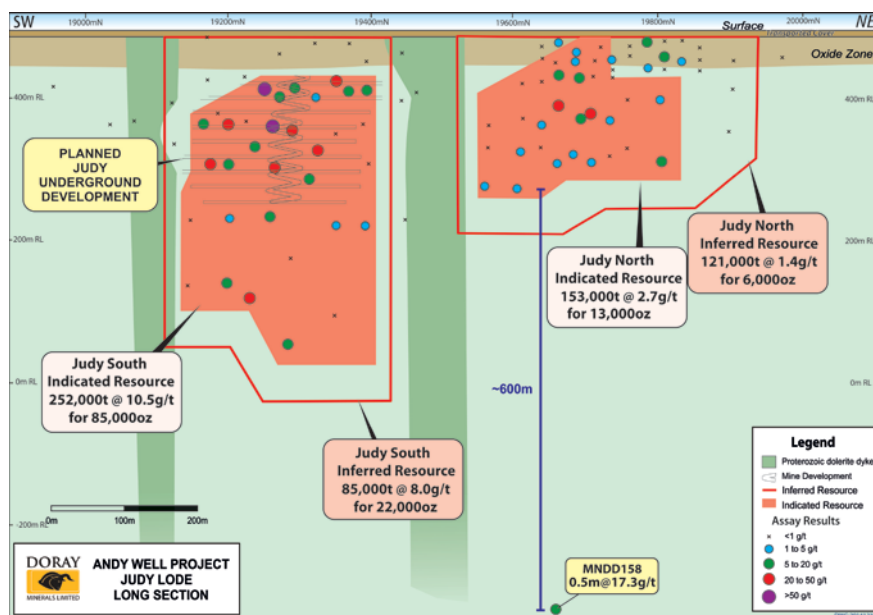 SW
19000mN
19200mN
19400mN
19600mN
19800mN
20000mN
NE
Surface
Transported Cover
Oxide Zone
400m RL
400m RL
PLANNED
JUDY
UNDERGROUND
DEVELOPMENT
200m RL
200m RL
Judy North
Inferred Resource
121,000t @ 1.4g/t
for 6,000oz
Judy North
Indicated Resource
153,000t @ 2.7g/t
for 13,000oz
Judy South
Indicated Resource
252,000t @ 10.5g/t
for 85,000oz
0m RL
0m RL
~600m
Judy South
Inferred Resource
85,000t @ 8.0g/t
for 22,000oz
0m
100m
200m
-200m RL
Legend
Proterozoic dolerite dyke
Mine Development
Inferred Resource
Indicated Resource
Assay Results
<1 g/t
1 to 5 g/t
5 to 20 g/t
20 to 50 g/t
>50 g/t
DORAY
MINERALS LIMITED
ANDY WELL PROJECT
JUDY LODE
LONG SECTION
MNDD158
0.5m@17.3g/t